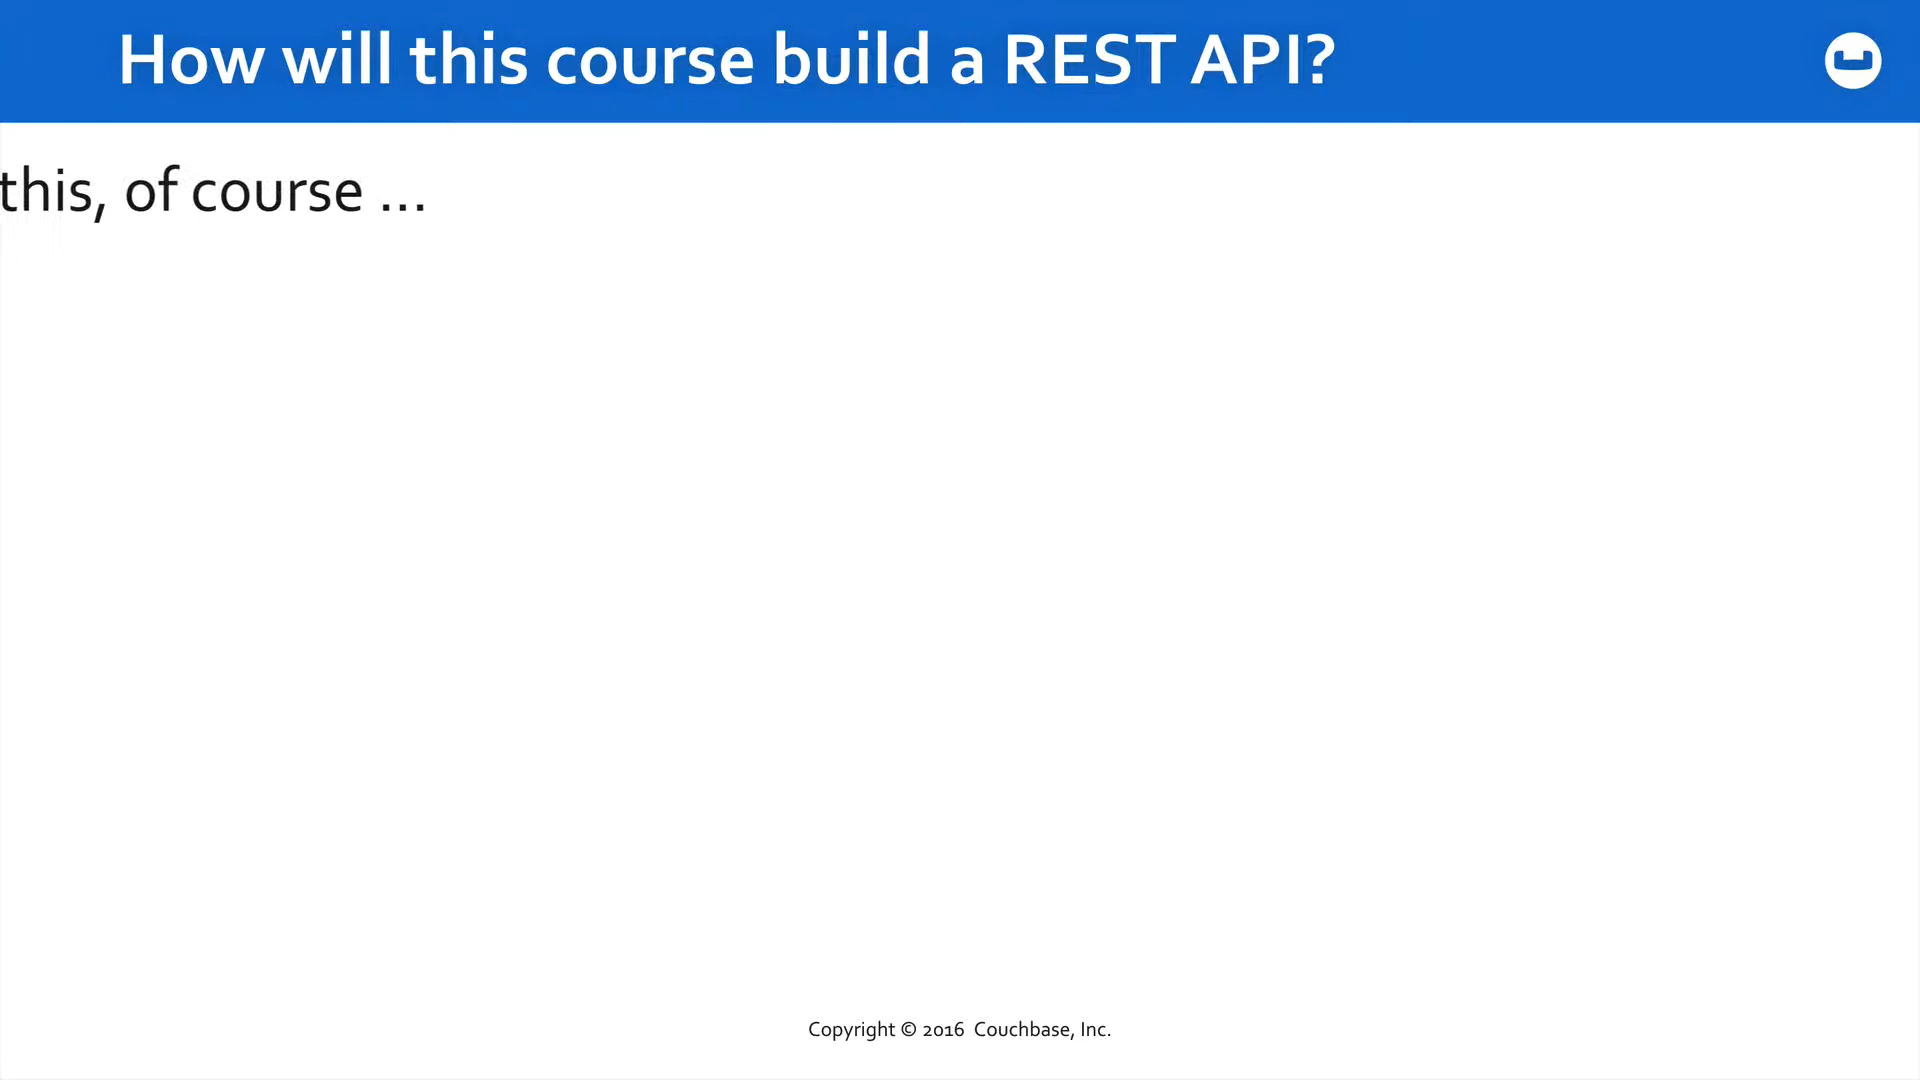 How will this course build a REST API?
this, of course ...
Copyright © 2016 Couchbase, Inc.